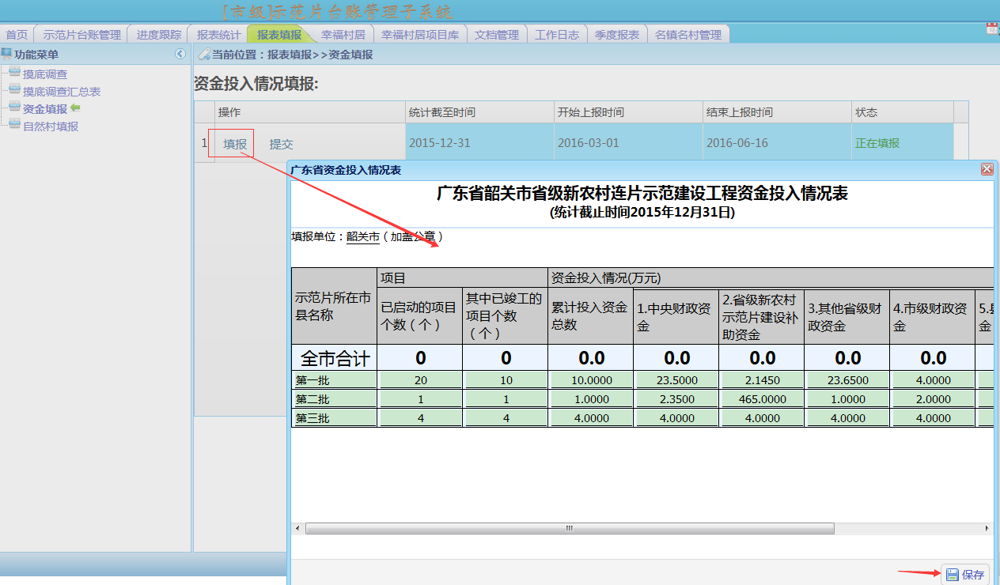 [市级]示范片台账管理子系统
首页 示范片台账管理 进度跟踪 报表统计 报表填报 幸福村居 幸福村居项目库 文档管理 工作日志 季度报表 名镇名村管理
功能菜单
摸底调查
摸底调查汇总表
资金填报
自然村填报
当前位置：报表填报>>资金填报
资金投入情况填报:
操作 统计截至时间 开始上报时间 结束上报时间 状态
1 填报 提交 2015-12-31 2016-03-01 2016-06-16 正在填报
广东省资金投入情况表
广东省韶关市省级新农村连片示范建设工程资金投入情况表
(统计截止时间2015年12月31日)
填报单位：韶关市（加盖公章）
示范片所在市
县名称
项目
资金投入情况(万元)
已启动的项目
个数（个）
其中已竣工的
项目个数
（个）
累计投入资金
总数
1.中央财政资
金
2.省级新农村
示范片建设补
助资金
3.其他省级财
政资金
4.市级财政资
金
5.
金
全市合计 0 0 0.0 0.0 0.0 0.0 0.0
第一批 20 10 10.0000 23.5000 2.1450 23.6500 4.0000
第二批 1 1 1.0000 2.3500 465.0000 1.0000 2.0000
第三批 4 4 4.0000 4.0000 4.0000 4.0000 4.0000
保存